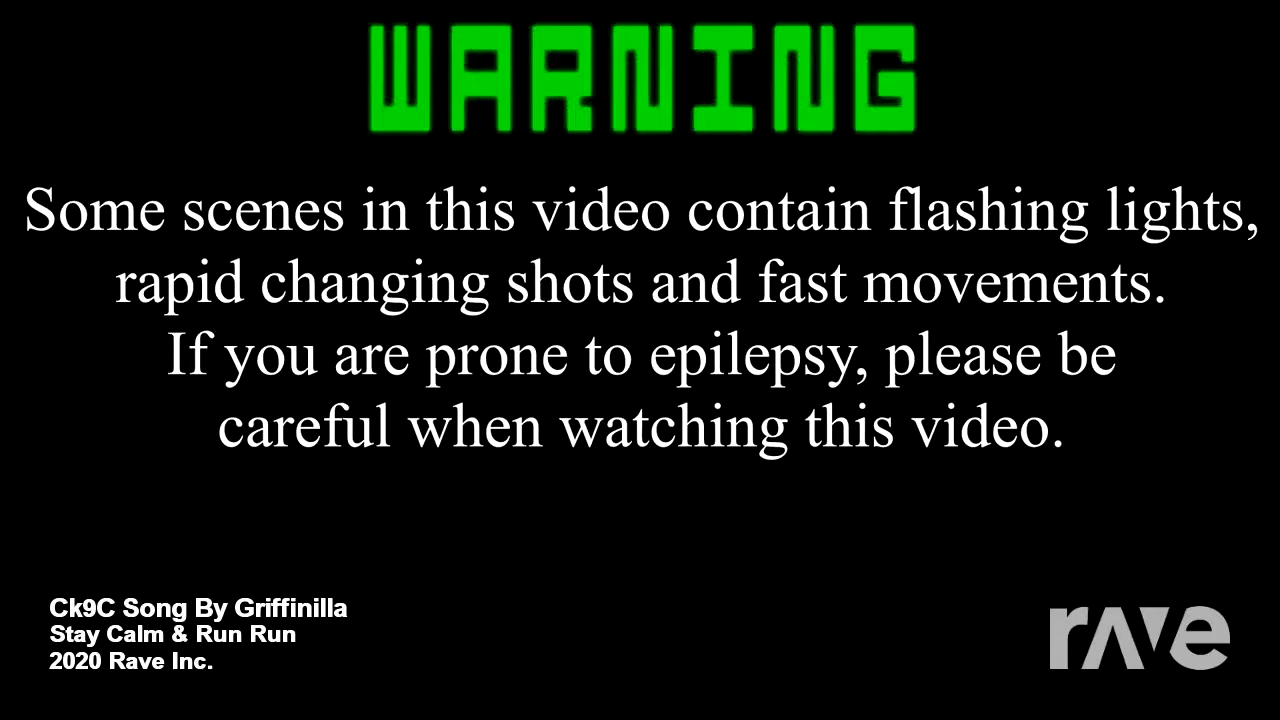 WARNING
Some scenes in this video contain flashing lights,
rapid changing shots and fast movements.
If you are prone to epilepsy, please be
careful when watching this video.
Ck9C Song By Griffinilla
Stay Calm & Run Run
2020 Rave Inc.
rave